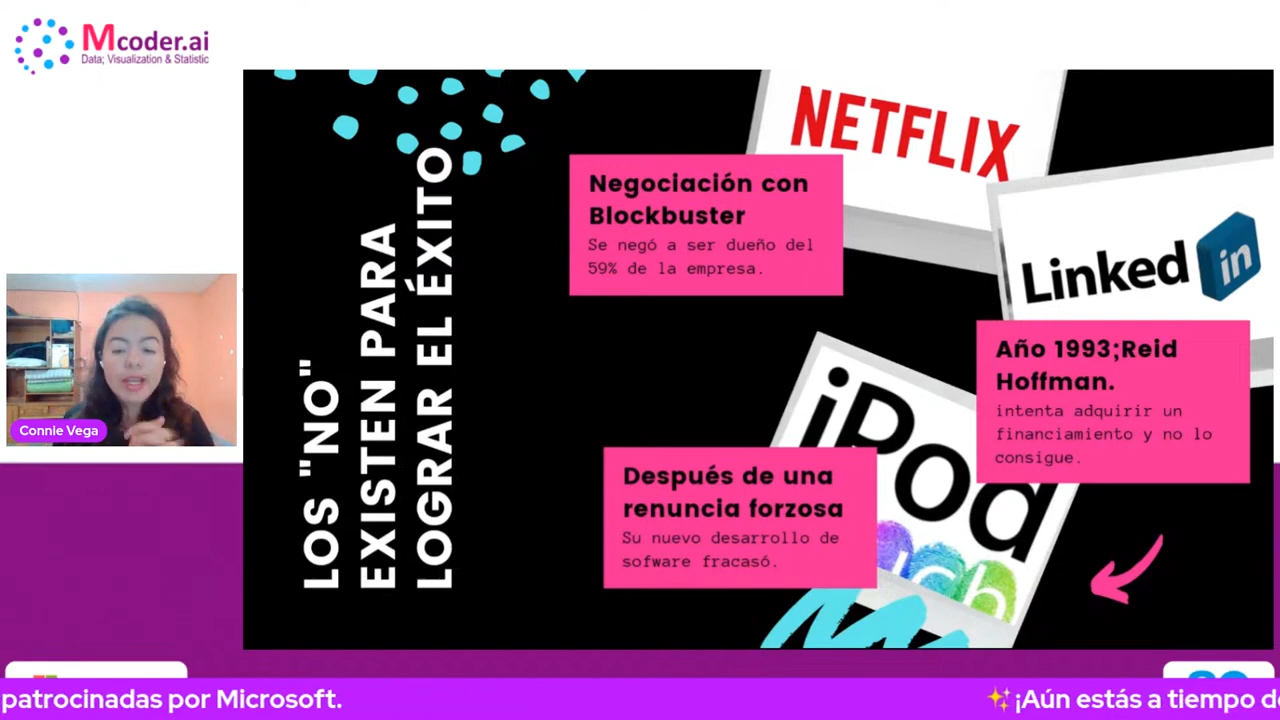 Mcoder.ai
Data; Visualization & Statistic
LOS "NO"
EXISTEN PARA
LOGRAR EL ÉXITO
NETFLIX
Negociación con
Blockbuster
Se negó a ser dueño del
59% de la empresa.
Linked in
Año 1993;Reid
Hoffman.
intenta adquirir un
financiamiento y no lo
consigue.
iPod
Después de una
renuncia forzosa
Su nuevo desarrollo de
sofware fracasó.
Connie Vega
patrocinadas por Microsoft.
✨¡Aún estás a tiempo d